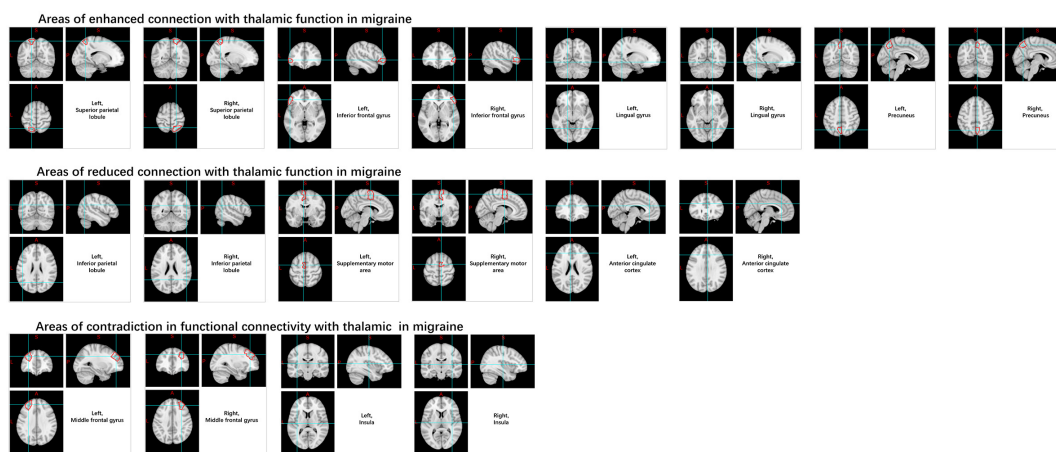 Areas of enhanced connection with thalamic function in migraine
Left,
Superior parietal
lobule
Right,
Superior parietal
lobule
Left,
Inferior frontal gyrus
Right,
Inferior frontal gyrus
Left,
Lingual gyrus
Right,
Lingual gyrus
Left,
Precuneus
Right,
Precuneus
Areas of reduced connection with thalamic function in migraine
Left,
Inferior parietal
lobule
Right,
Inferior parietal
lobule
Left,
Supplementary motor
area
Right,
Supplementary motor
area
Left,
Anterior cingulate
cortex
Right,
Anterior cingulate
cortex
Areas of contradiction in functional connectivity with thalamic in migraine
Left,
Middle frontal gyrus
Right,
Middle frontal gyrus
Left,
Insula
Right,
Insula